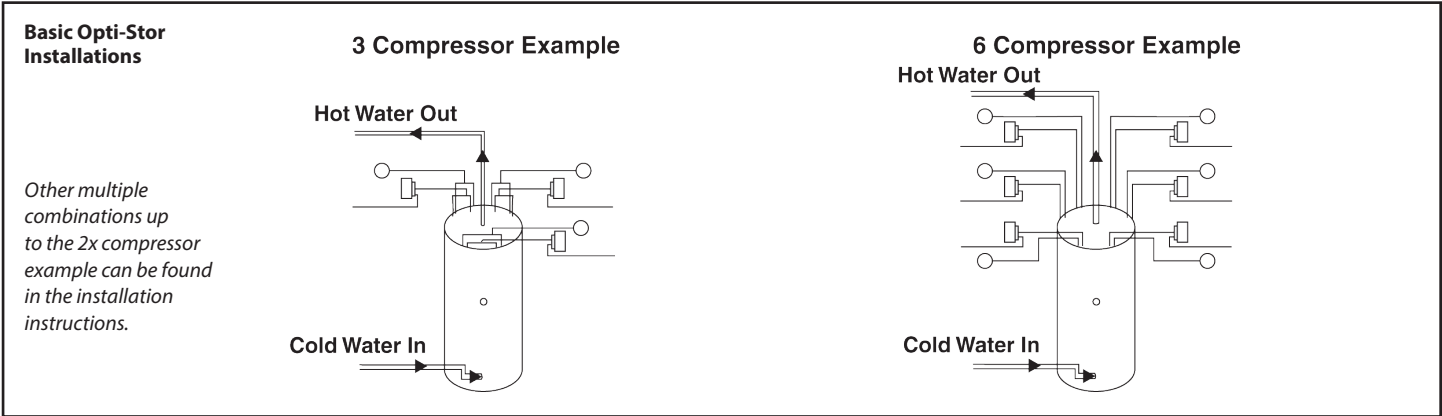 Basic Opti-Stor
Installations
Other multiple
combinations up
to the 2x compressor
example can be found
in the installation
instructions.
3 Compressor Example
Hot Water Out
Cold Water In
6 Compressor Example
Hot Water Out
Cold Water In